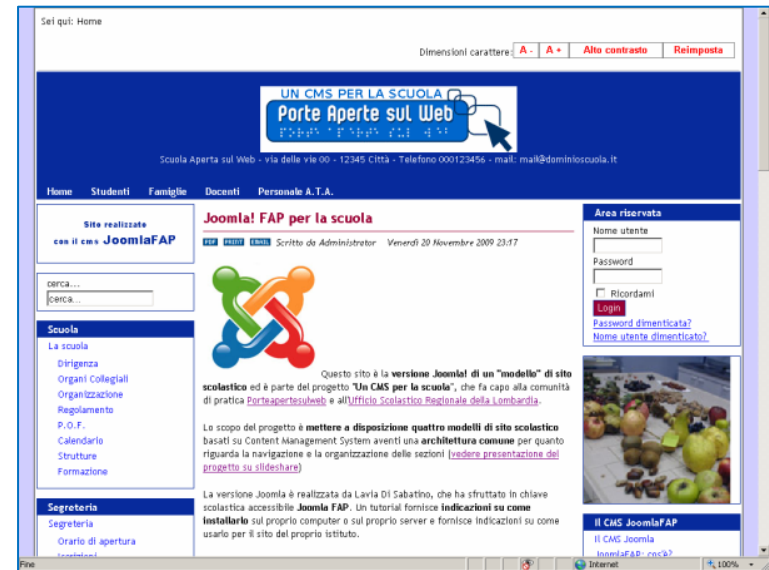 Sei qui: Home
Dimensioni carattere: A - A + Alto contrasto Reimposta
UN CMS PER LA SCUOLA
Porte Aperte sul Web
Scuola Aperta sul Web - via delle vie 00 - 12345 Città - Telefono 000123456 - mail: mail@dominioscuola.it
Home Studenti Famiglie Docenti Personale A.T.A.
Sito realizzato
con il cms JoomlaFAP
cerca...
cerca...
Scuola
La scuola
Dirigenza
Organi Collegiali
Organizzazione
Regolamento
P.O.F.
Calendario
Strutture
Formazione
Segreteria
Segreteria
Orario di apertura
Joomla! FAP per la scuola
PDF PRINT EMAIL Scritto da Administrator Venerdì 20 Novembre 2009 23:17
Questo sito è la versione Joomla! di un "modello" di sito
scolastico ed è parte del progetto "Un CMS per la scuola", che fa capo alla comunità
di pratica Porteapertesulweb e all'Ufficio Scolastico Regionale della Lombardia.
Lo scopo del progetto è mettere a disposizione quattro modelli di sito scolastico
basati su Content Management System aventi una architettura comune per quanto
riguarda la navigazione e la organizzazione delle sezioni (vedere presentazione del
progetto su slideshare)
La versione Joomla è realizzata da Lavia Di Sabatino, che ha sfruttato in chiave
scolastica accessibile Joomla FAP. Un tutorial fornisce indicazioni su come
installarlo sul proprio computer o sul proprio server e fornisce indicazioni su come
usarlo per il sito del proprio istituto.
Area riservata
Nome utente
Password
Ricordami
Login
Password dimenticata?
Nome utente dimenticato?
Il CMS JoomlaFAP
Il CMS Joomla
JoomlaFAP: cos'è?
Fine Internet 100%